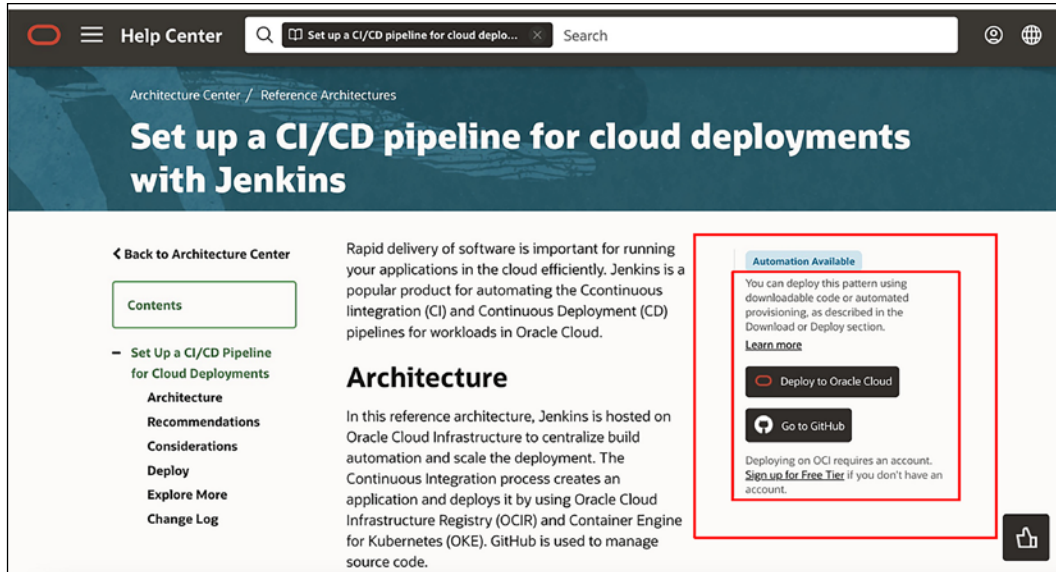 Help Center
Set up a CI/CD pipeline for cloud deplo... ×
Search
Architecture Center / Reference Architectures
Set up a CI/CD pipeline for cloud deployments
with Jenkins
Back to Architecture Center
Contents
Set Up a CI/CD Pipeline
for Cloud Deployments
Architecture
Recommendations
Considerations
Deploy
Explore More
Change Log
Rapid delivery of software is important for running
your applications in the cloud efficiently. Jenkins is a
popular product for automating the Ccontinuous
Iintegration (CI) and Continuous Deployment (CD)
pipelines for workloads in Oracle Cloud.
Architecture
In this reference architecture, Jenkins is hosted on
Oracle Cloud Infrastructure to centralize build
automation and scale the deployment. The
Continuous Integration process creates an
application and deploys it by using Oracle Cloud
Infrastructure Registry (OCIR) and Container Engine
for Kubernetes (OKE). GitHub is used to manage
source code.
Automation Available
You can deploy this pattern using
downloadable code or automated
provisioning, as described in the
Download or Deploy section.
Learn more
Deploy to Oracle Cloud
Go to GitHub
Deploying on OCI requires an account.
Sign up for Free Tier if you don't have an
account.